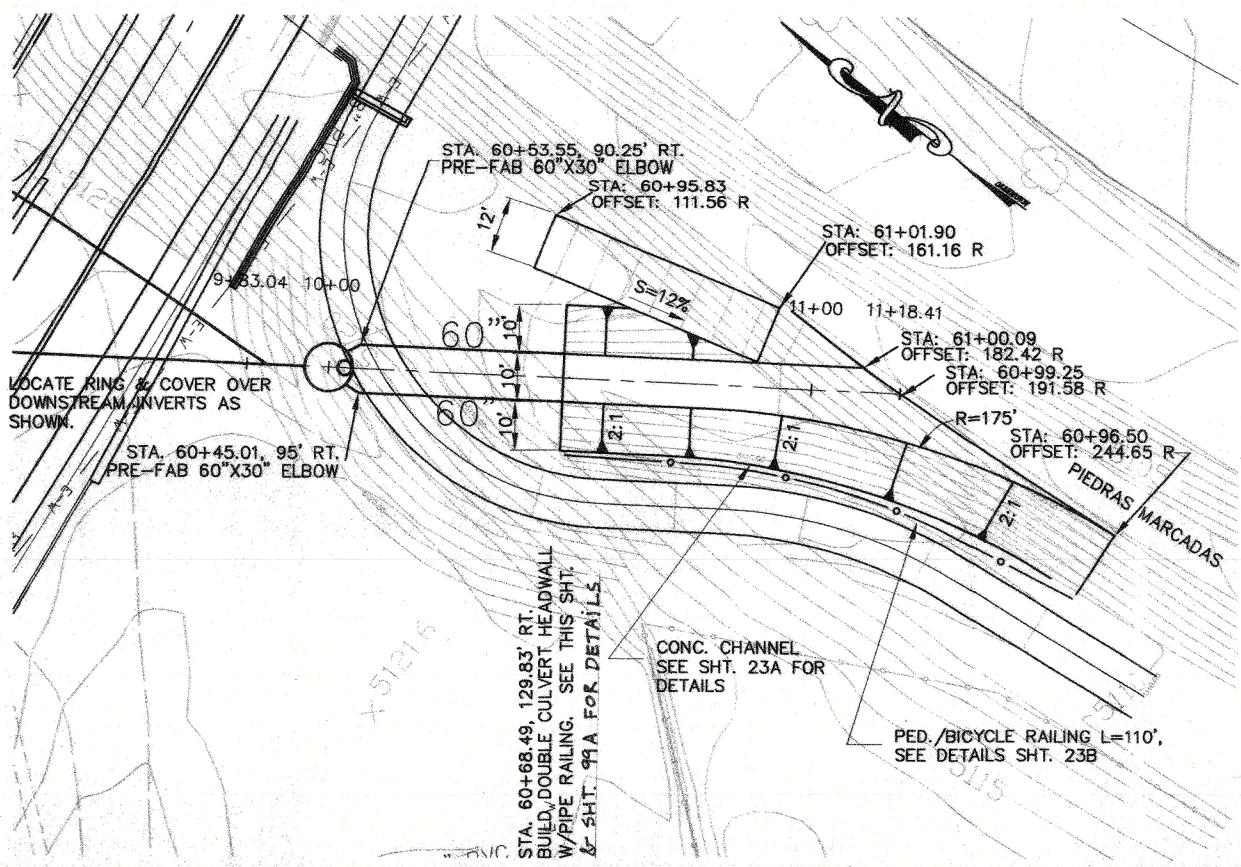 STA. 60+53.55, 90.25' RT.
PRE-FAB 60"X30" ELBOW
STA: 60+95.83
OFFSET: 111.56 R
12'
STA: 61+01.90
OFFSET: 161.16 R
9+83.04 10+00
S=12%
11+00 11+18.41
60"
10'
STA: 61+00.09
OFFSET: 182.42 R
STA: 60+99.25
OFFSET: 191.58 R
LOCATE RING & COVER OVER
DOWNSTREAM INVERTS AS
SHOWN.
10'
60"
10'
2:1
2:1
R=175'
STA: 60+96.50
OFFSET: 244.65 R
STA. 60+45.01, 95' RT.
PRE-FAB 60"X30" ELBOW
2:1
PIEDRAS MARCADAS
STA. 60+68.49, 129.83' RT.
BUILD DOUBLE CULVERT HEADWALL
W/PIPE RAILING. SEE THIS SHT.
& SHT. 99A FOR DETAILS
CONC. CHANNEL
SEE SHT. 23A FOR
DETAILS
PED./BICYCLE RAILING L=110',
SEE DETAILS SHT. 23B
X 5121.6
5115